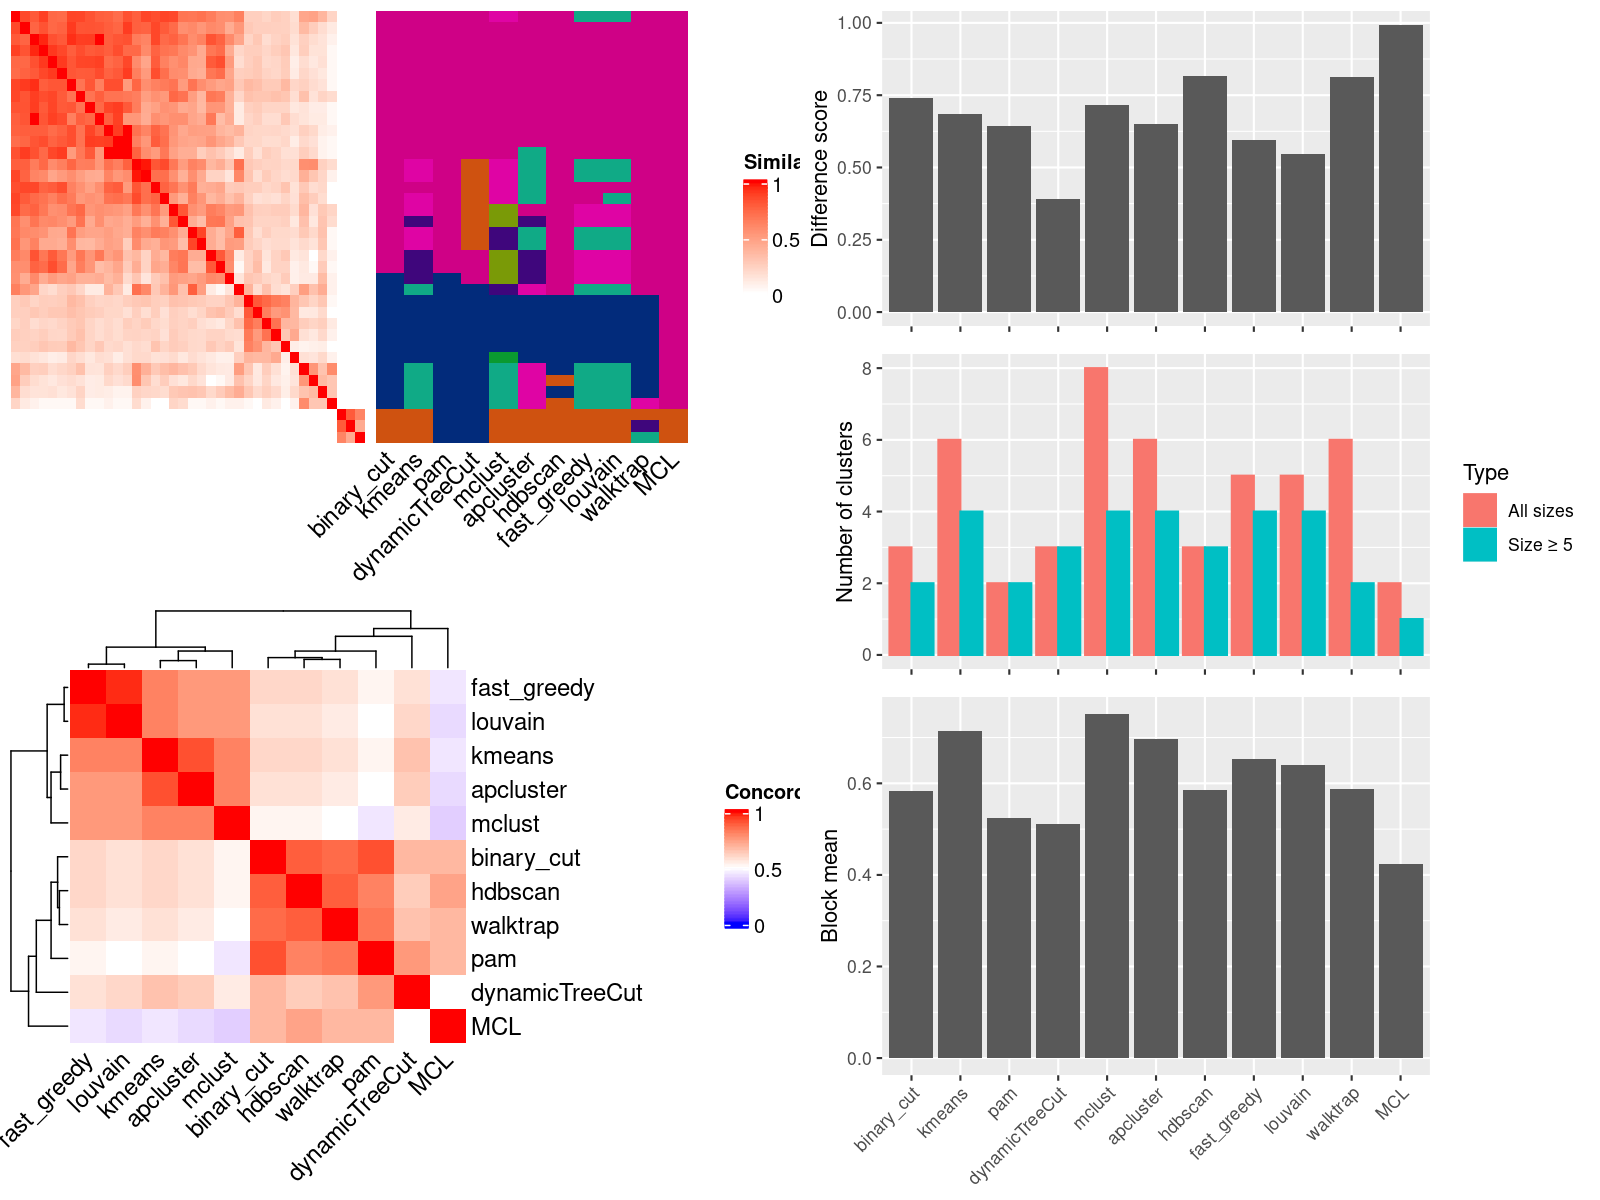 Simila
1
0.5
0
binary_cut
kmeans
pam
dynamicTreeCut
mclust
apcluster
hdbscan
fast_greedy
louvain
walktrap
MCL
fast_greedy
louvain
kmeans
apcluster
mclust
binary_cut
hdbscan
walktrap
pam
dynamicTreeCut
MCL
Concord
1
0.5
0
fast_greedy
louvain
kmeans
apcluster
mclust
binary_cut
hdbscan
walktrap
pam
dynamicTreeCut
MCL
Difference score
1.00
0.75
0.50
0.25
0.00
Number of clusters
8
6
4
2
0
Type
All sizes
Size ≥ 5
Block mean
0.6
0.4
0.2
0.0
binary_cut
kmeans
pam
dynamicTreeCut
mclust
apcluster
hdbscan
fast_greedy
louvain
walktrap
MCL